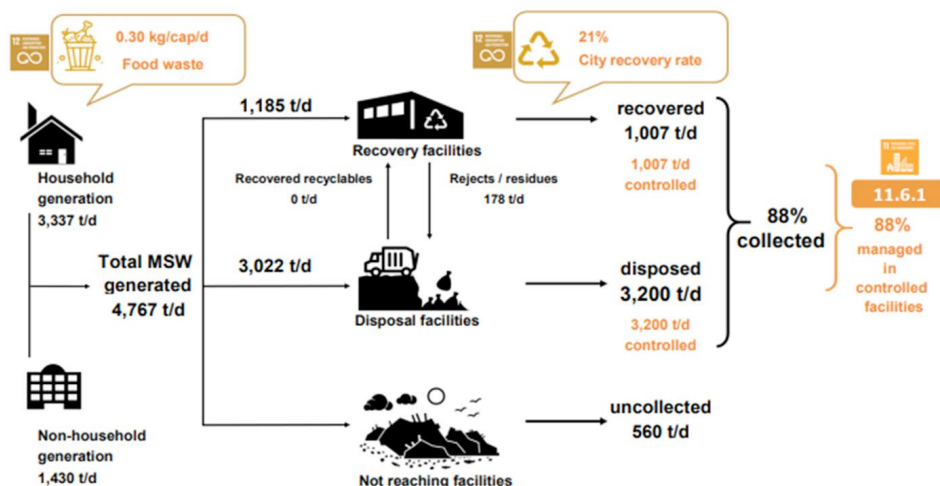 12
0.30 kg/cap/d
Food waste
12
21%
City recovery rate
Household
generation
3,337 t/d
Non-household
generation
1,430 t/d
Total MSW
generated
4,767 t/d
1,185 t/d
Recovery facilities
Recovered recyclables
0 t/d
Rejects / residues
178 t/d
3,022 t/d
Disposal facilities
Not reaching facilities
recovered
1,007 t/d
1,007 t/d
controlled
disposed
3,200 t/d
3,200 t/d
controlled
uncollected
560 t/d
88%
collected
11
11.6.1
88%
managed
in
controlled
facilities